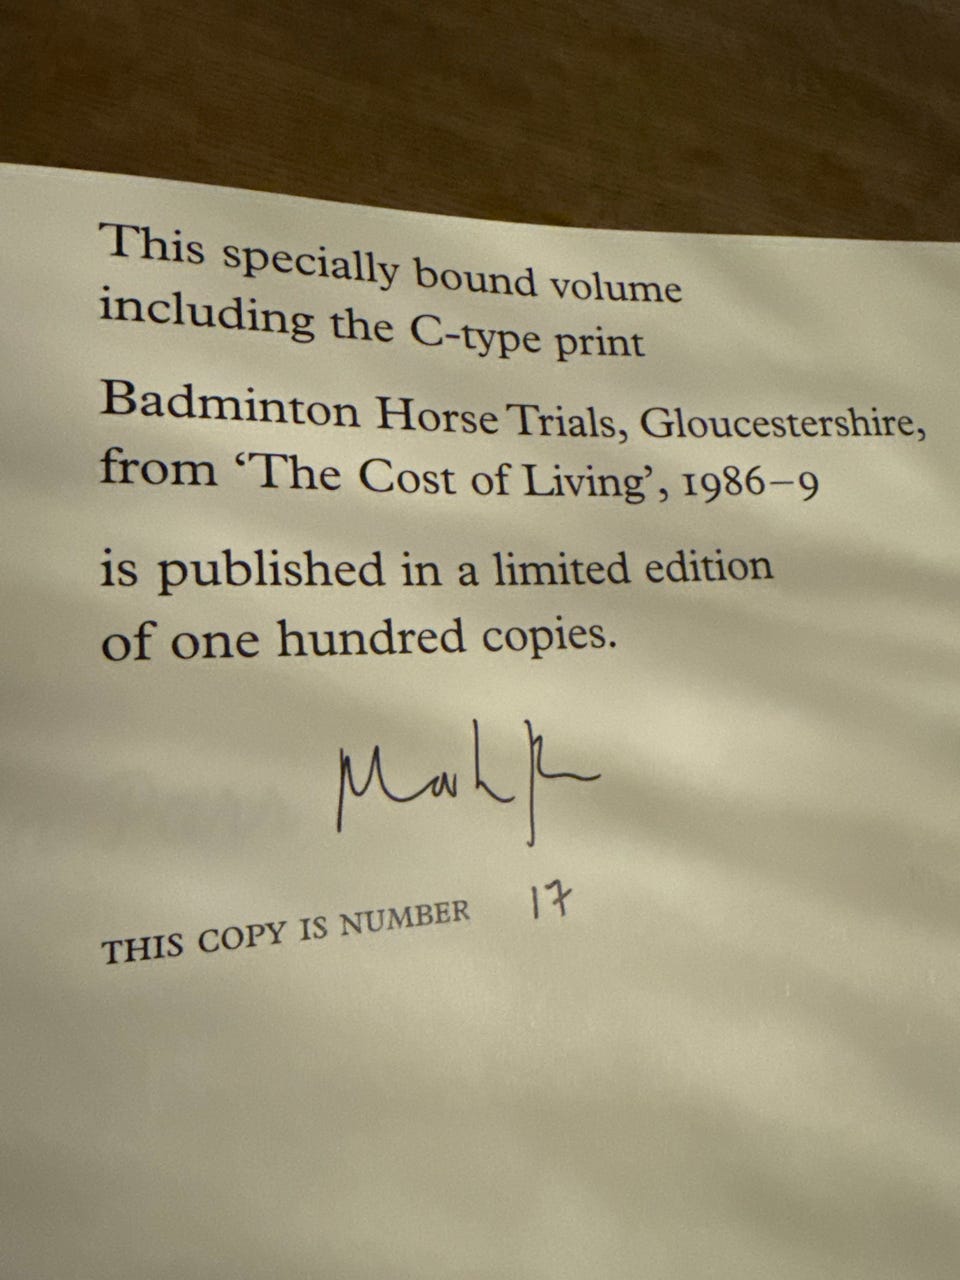 This specially bound volume
including the C-type print
Badminton Horse Trials, Gloucestershire,
from ‘The Cost of Living’, 1986–9
is published in a limited edition
of one hundred copies.
THIS COPY IS NUMBER 17